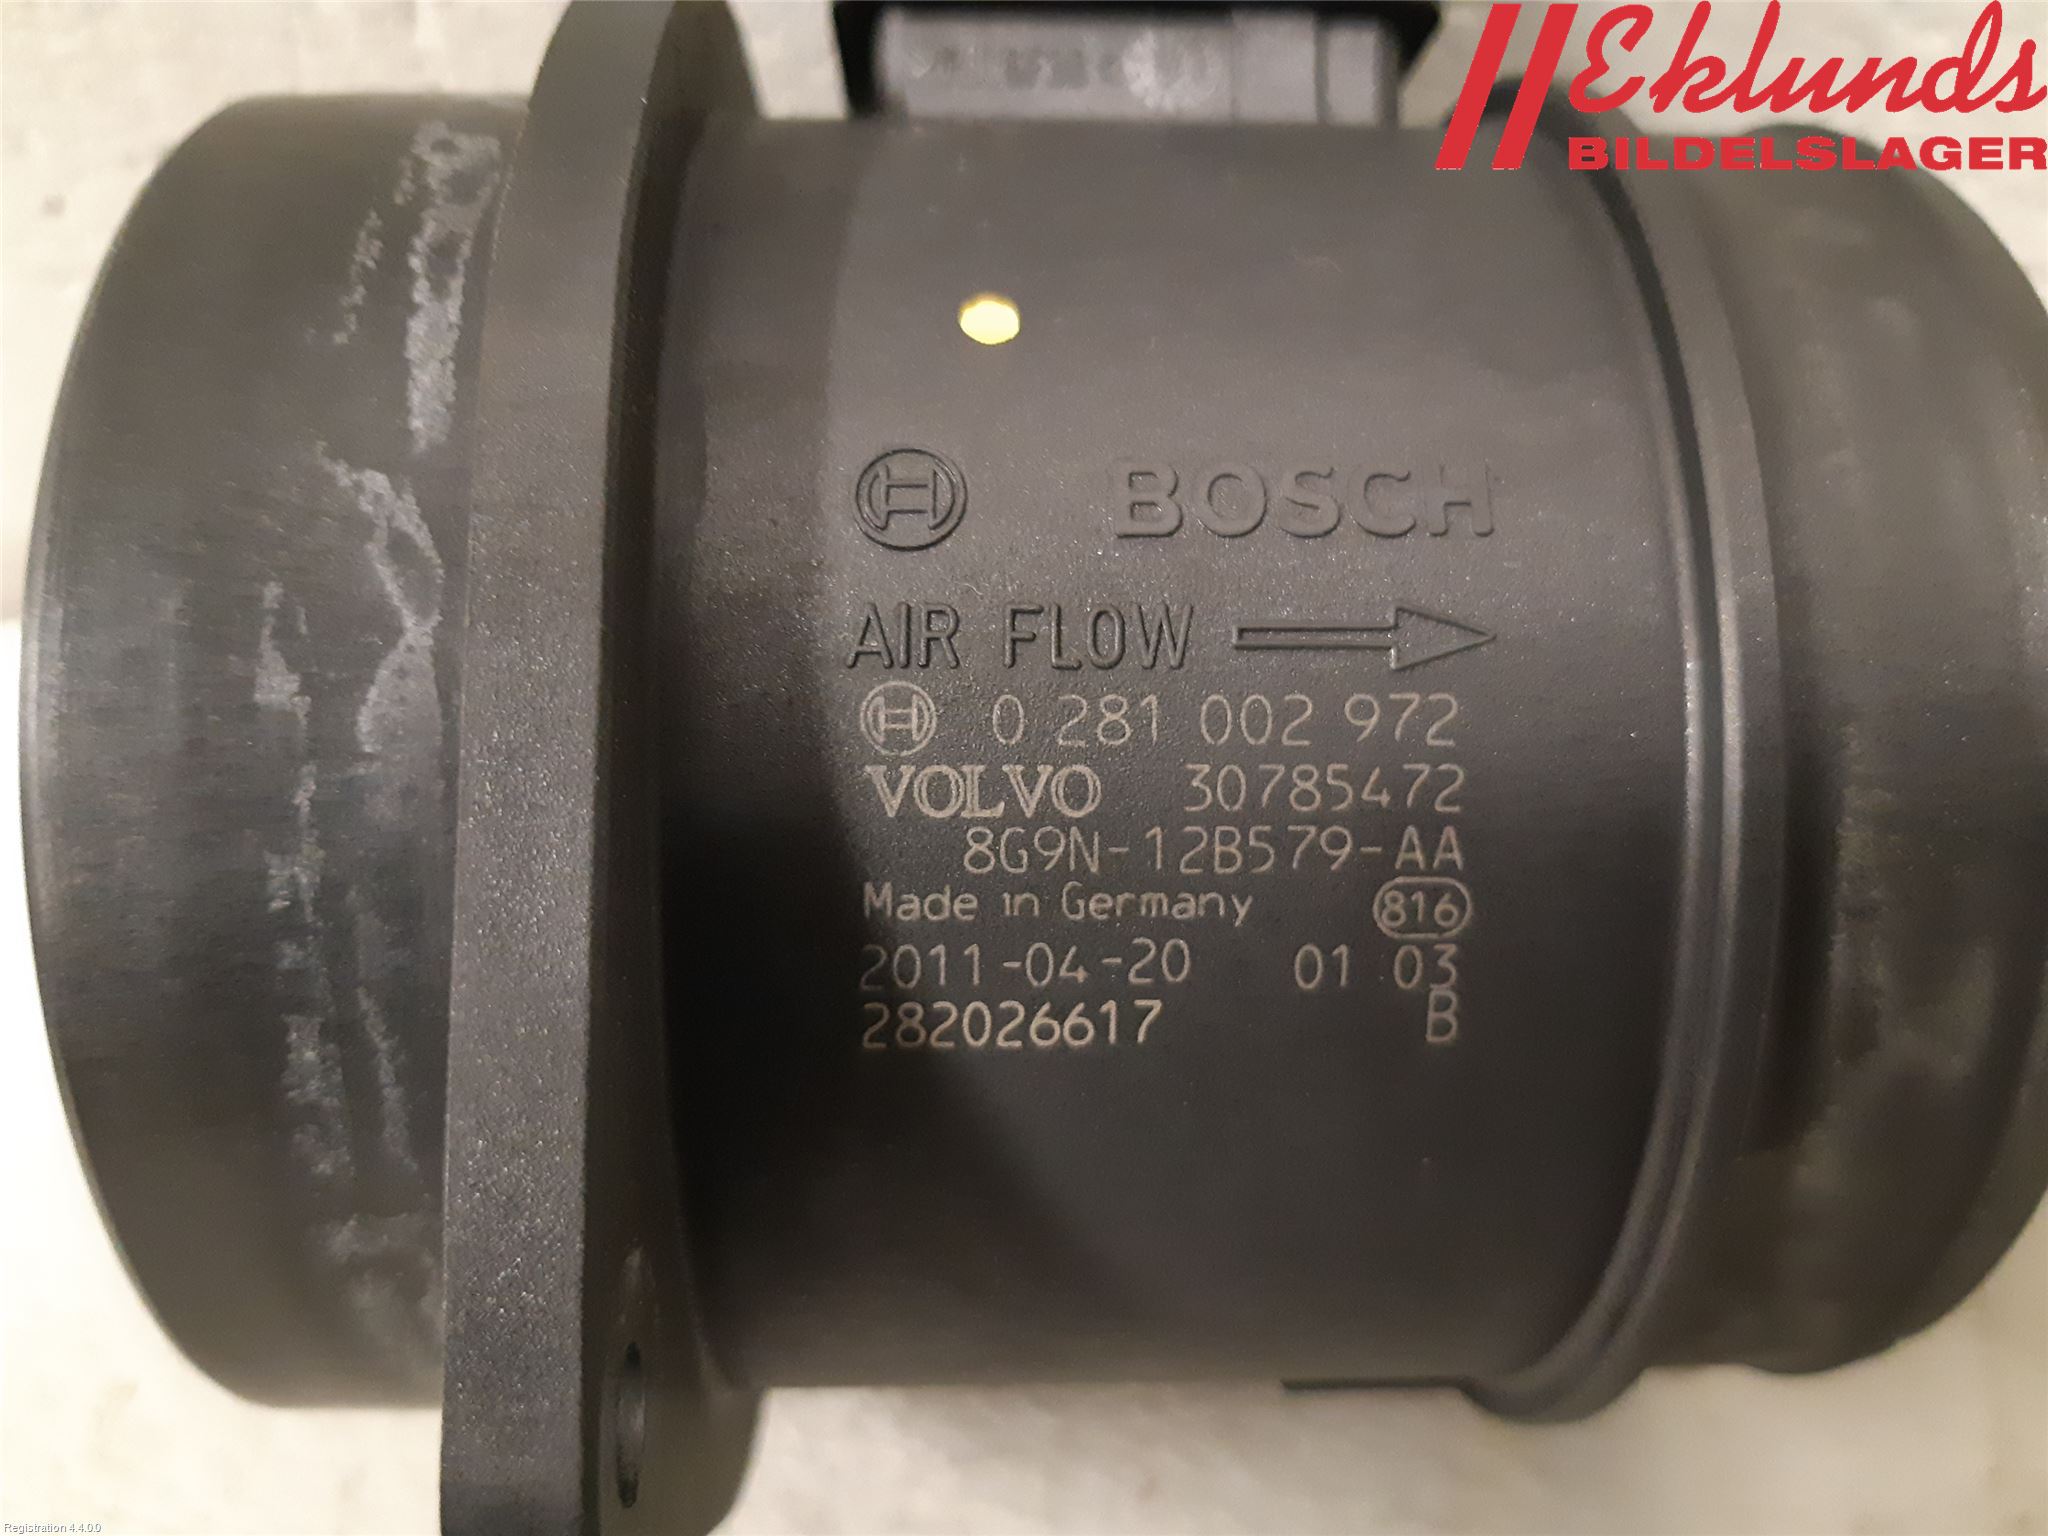 Eklunds
BILDELSLAGER
BOSCH
AIR FLOW
0 281 002 972
VOLVO 30785472
8G9N-12B579-AA
Made in Germany 816
2011-04-20 01 03
282026617 B
Registration 4.4.0.0